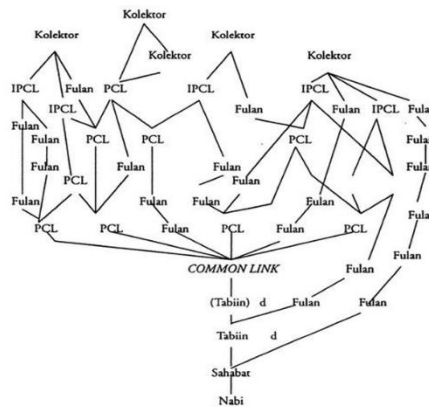 Kolektor
Kolektor Kolektor Kolektor Kolektor
IPCL Fulan PCL IPCL IPCL Fulan IPCL Fulan
IPCL Fulan
Fulan Fulan PCL PCL PCL Fulan
Fulan Fulan Fulan Fulan
PCL Fulan
Fulan Fulan Fulan Fulan Fulan
PCL PCL Fulan PCL Fulan PCL
Fulan
COMMON LINK Fulan
(Tabiin) d Fulan Fulan
Tabiin d
Sahabat
Nabi